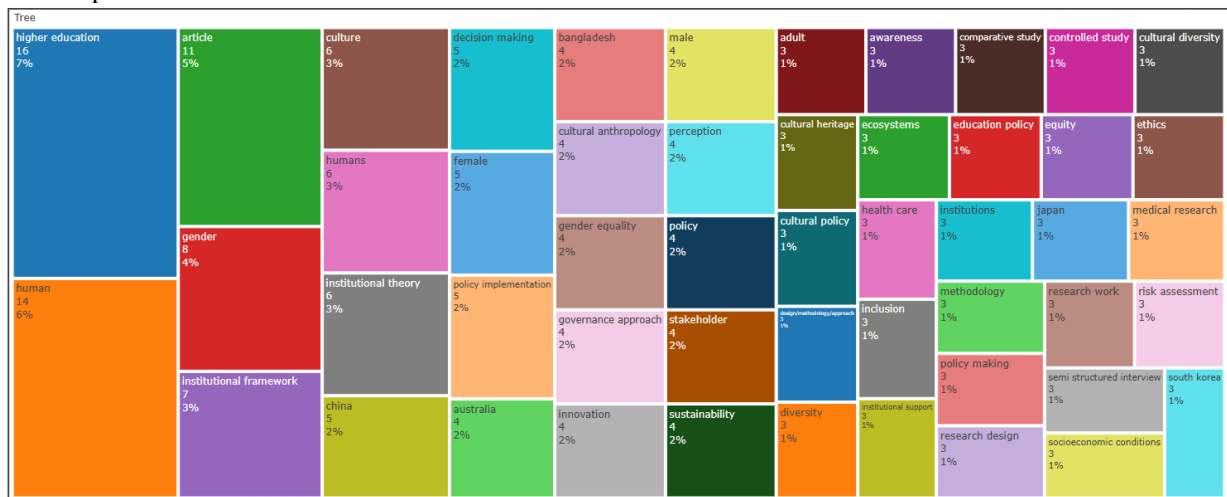 Tree
higher education
16
7%
human
14
6%
article
11
5%
gender
8
4%
institutional framework
7
3%
culture
6
3%
humans
6
3%
institutional theory
6
3%
china
5
2%
decision making
5
2%
female
5
2%
policy implementation
5
2%
australia
4
2%
bangladesh
4
2%
cultural anthropology
4
2%
gender equality
4
2%
governance approach
4
2%
innovation
4
2%
male
4
2%
perception
4
2%
policy
4
2%
stakeholder
4
2%
sustainability
4
2%
adult
3
1%
awareness
3
1%
comparative study
3
1%
controlled study
3
1%
cultural diversity
3
1%
cultural heritage
3
1%
ecosystems
3
1%
education policy
3
1%
equity
3
1%
ethics
3
1%
cultural policy
3
1%
design/methodology/approach
3
1%
diversity
3
1%
health care
3
1%
inclusion
3
1%
institutional support
3
1%
institutions
3
1%
japan
3
1%
medical research
3
1%
methodology
3
1%
policy making
3
1%
research design
3
1%
research work
3
1%
risk assessment
3
1%
semi structured interview
3
1%
socioeconomic conditions
3
1%
south korea
3
1%